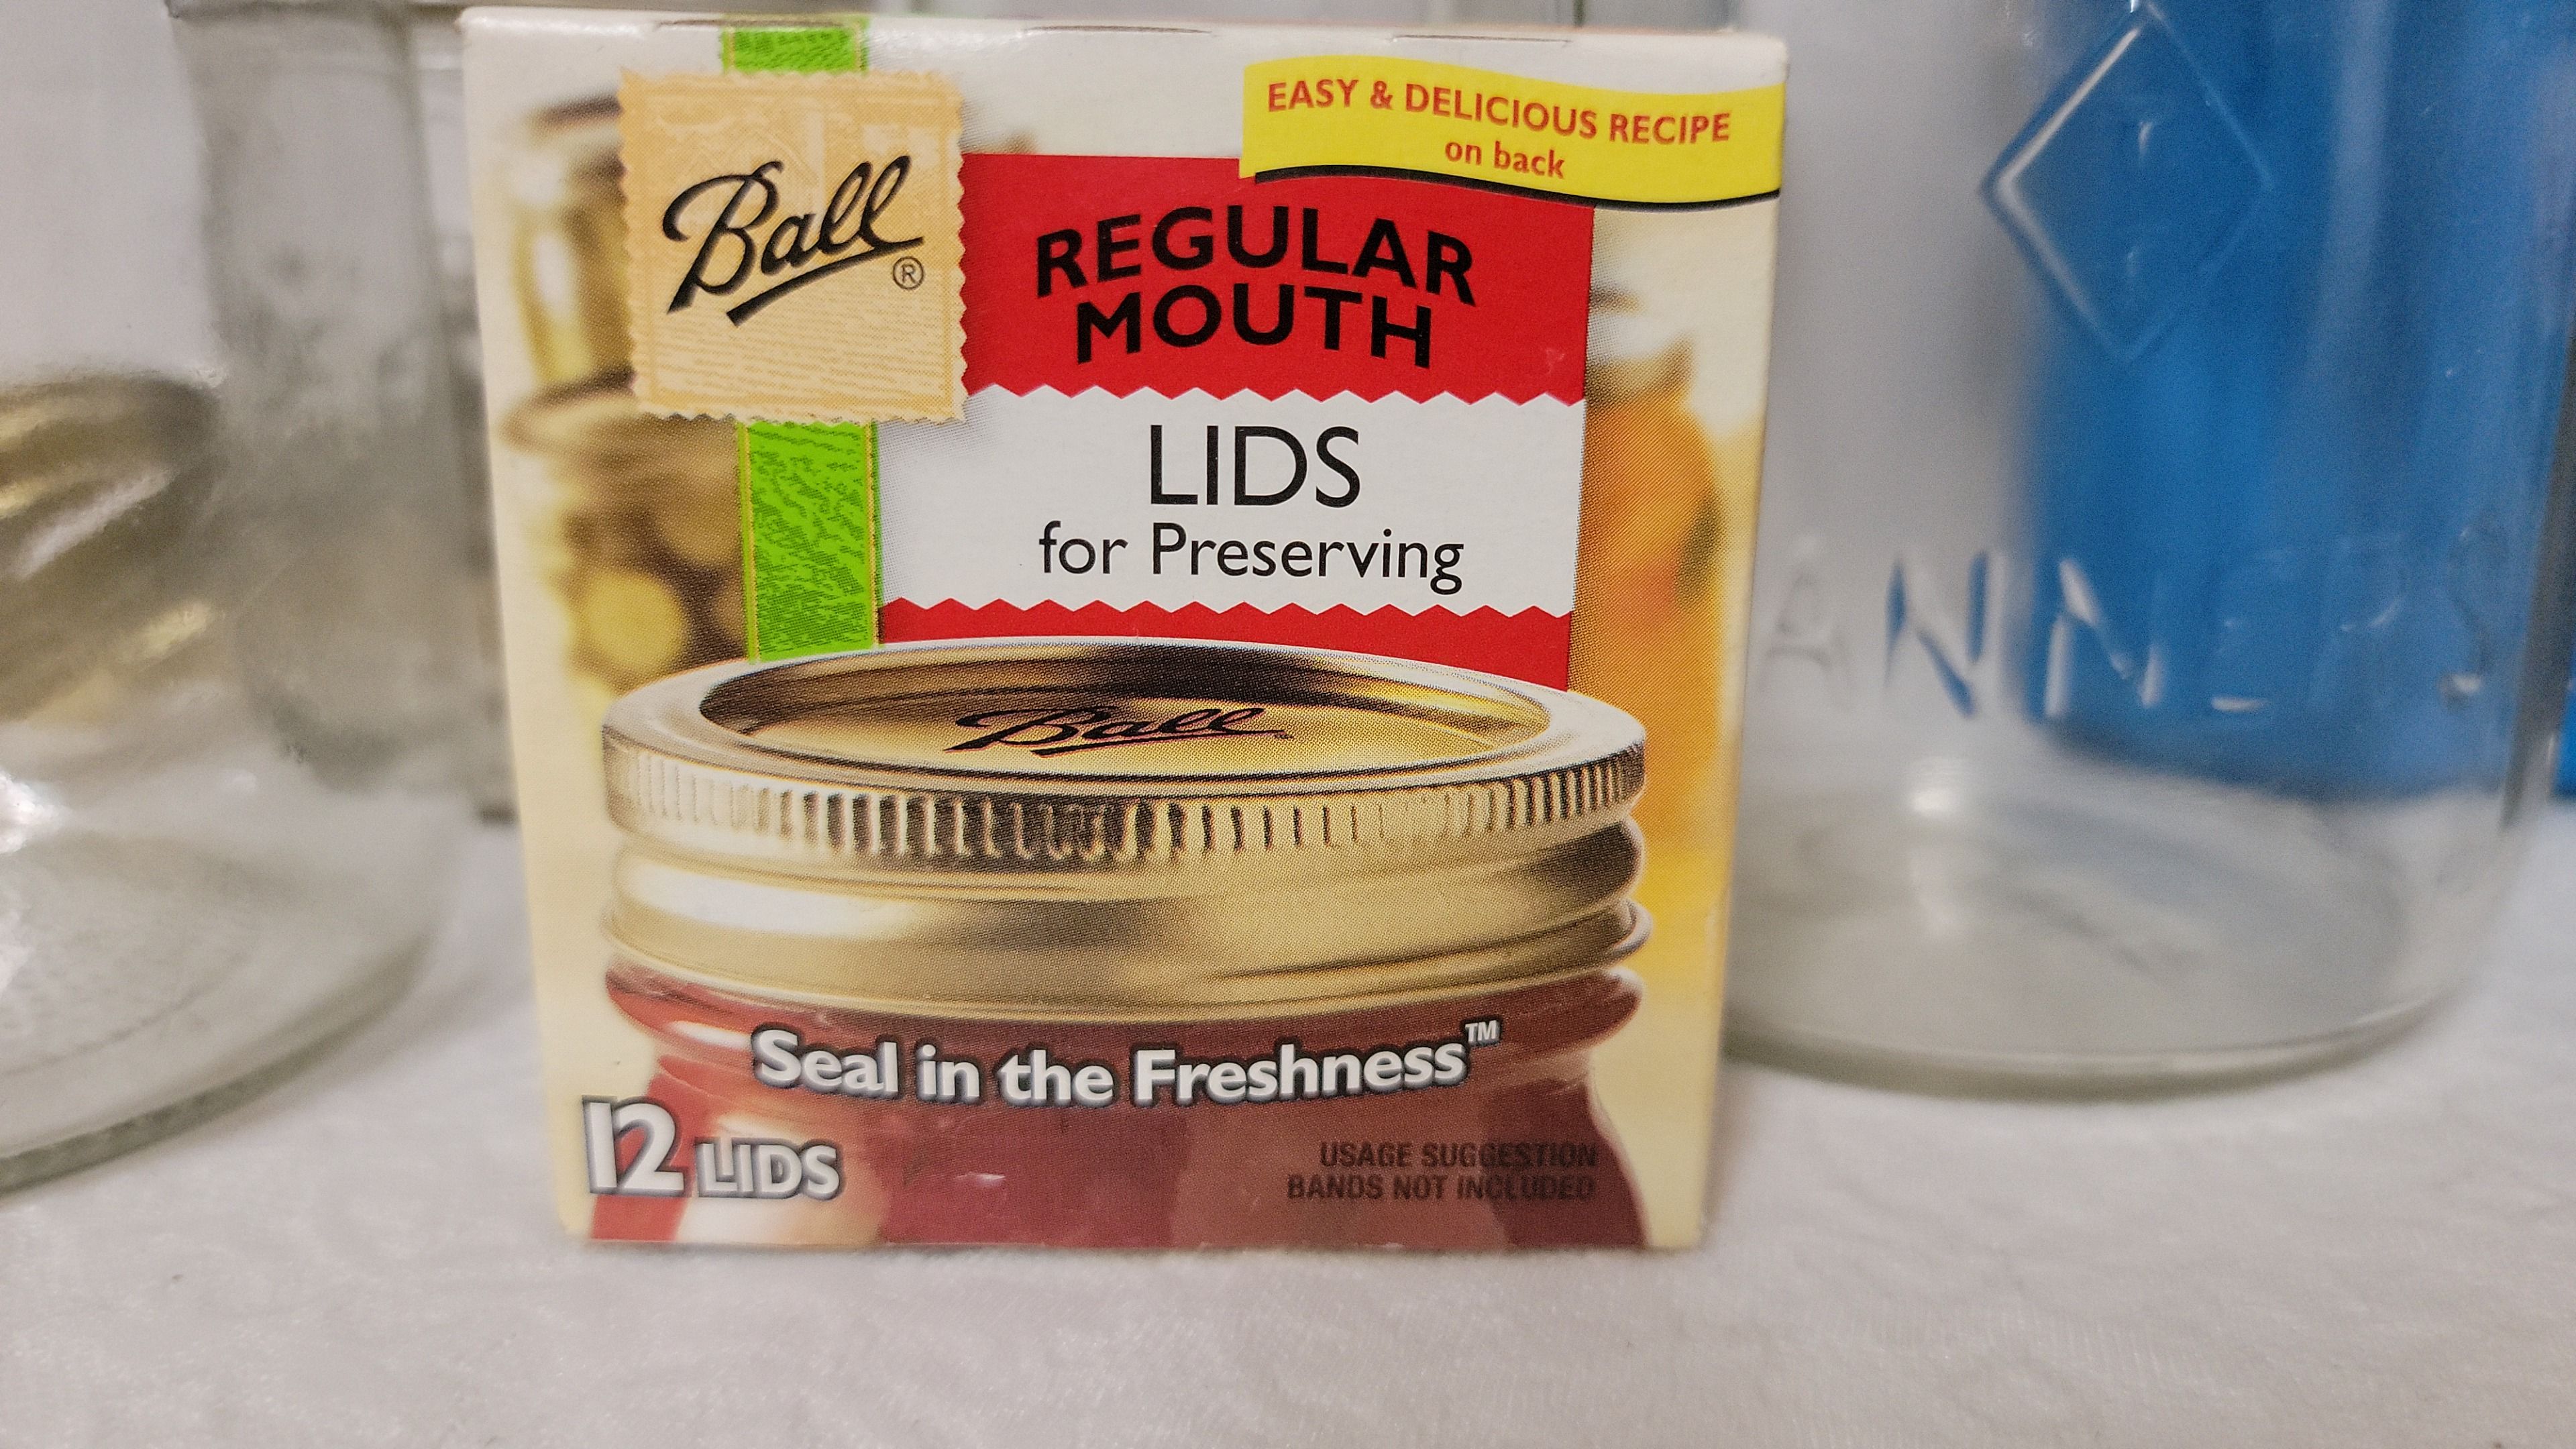 Ball®
EASY & DELICIOUS RECIPE
on back
REGULAR
MOUTH
LIDS
for Preserving
Ball
Seal in the Freshness™
12 LIDS
USAGE SUGGESTION
BANDS NOT INCLUDED